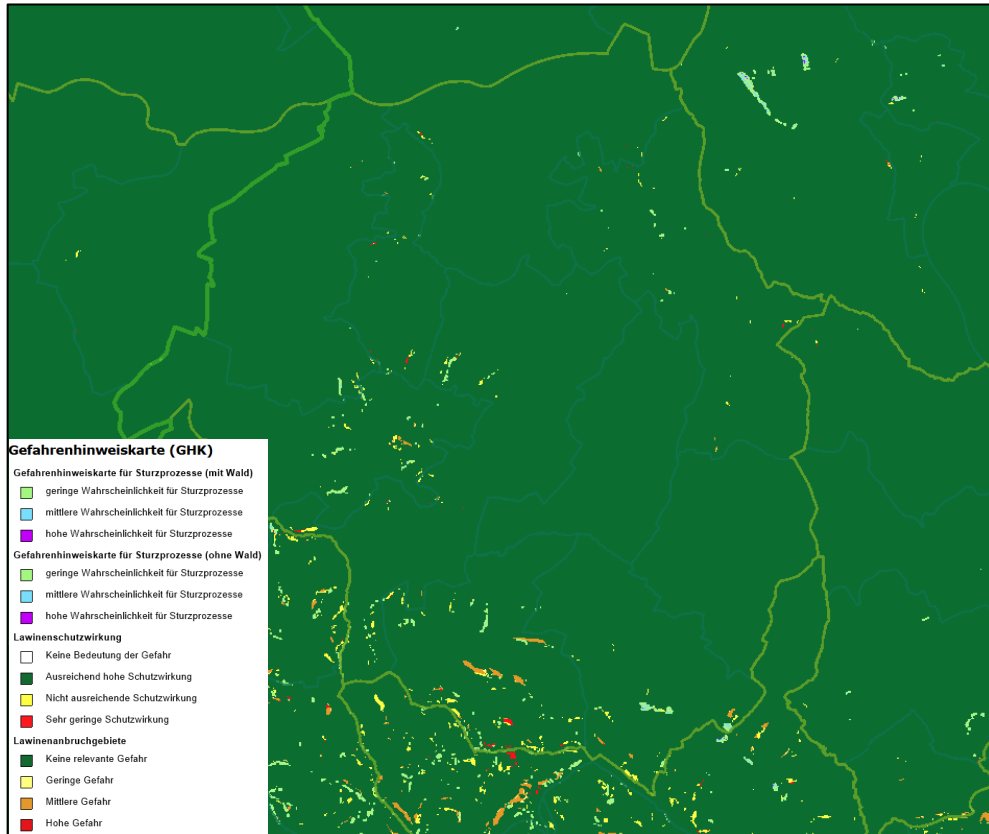 Gefahrenhinweiskarte (GHK)
Gefahrenhinweiskarte für Sturzprozesse (mit Wald)
geringe Wahrscheinlichkeit für Sturzprozesse
mittlere Wahrscheinlichkeit für Sturzprozesse
hohe Wahrscheinlichkeit für Sturzprozesse
Gefahrenhinweiskarte für Sturzprozesse (ohne Wald)
geringe Wahrscheinlichkeit für Sturzprozesse
mittlere Wahrscheinlichkeit für Sturzprozesse
hohe Wahrscheinlichkeit für Sturzprozesse
Lawinenschutzwirkung
Keine Bedeutung der Gefahr
Ausreichend hohe Schutzwirkung
Nicht ausreichende Schutzwirkung
Sehr geringe Schutzwirkung
Lawinenanbruchgebiete
Keine relevante Gefahr
Geringe Gefahr
Mittlere Gefahr
Hohe Gefahr